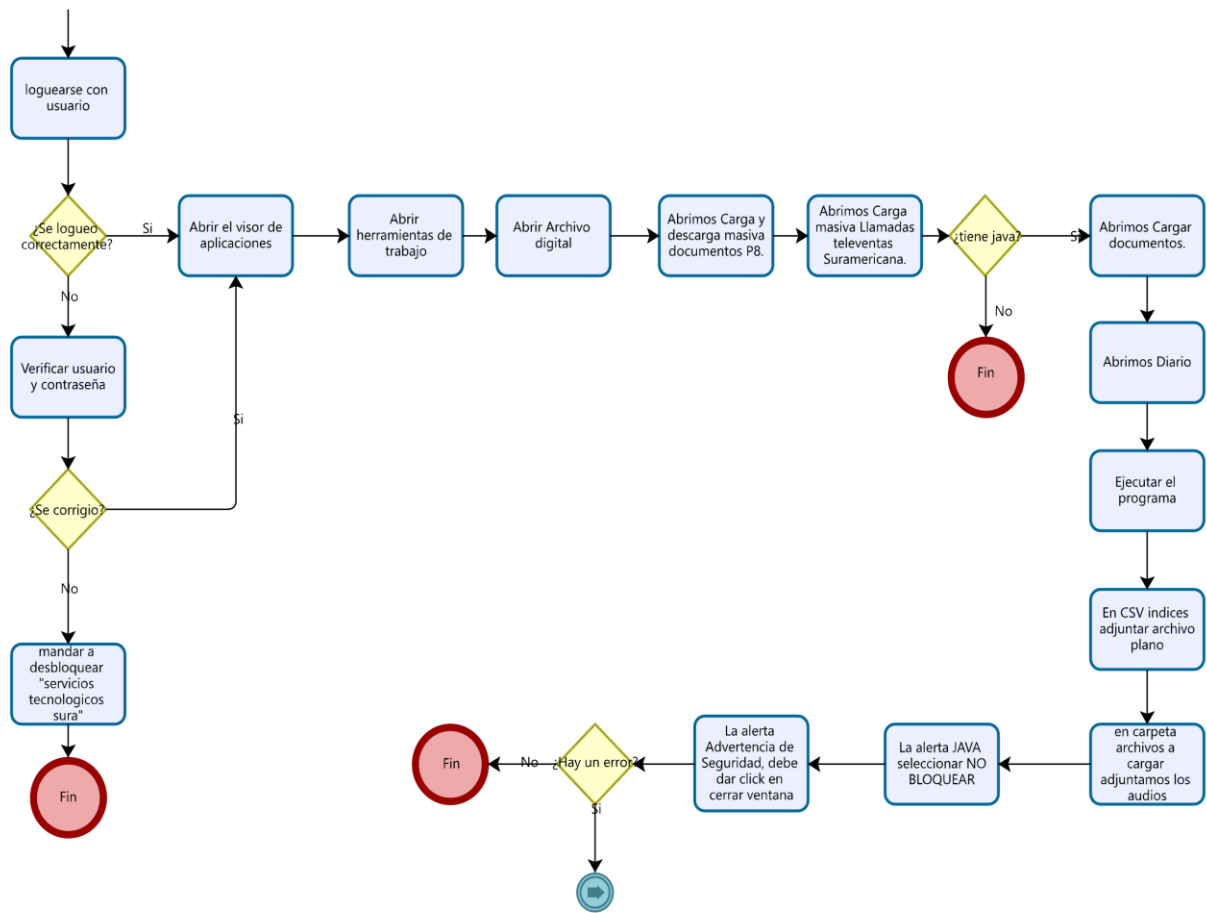 loguearse con
usuario
¿Se logueo
correctamente?
Si
Abrir el visor de
aplicaciones
Abrir
herramientas de
trabajo
Abrir Archivo
digital
Abrimos Carga y
descarga masiva
documentos P8.
Abrimos Carga
masiva Llamadas
televentas
Suramericana.
¿tiene java?
Si
Abrimos Cargar
documentos.
No
No
Fin
Verificar usuario
y contraseña
Abrimos Diario
Si
¿Se corrigio?
Ejecutar el
programa
No
En CSV indices
adjuntar archivo
plano
mandar a
desbloquear
"servicios
tecnologicos
sura"
Fin
Fin
No
¿Hay un error?
Si
La alerta
Advertencia de
Seguridad, debe
dar click en
cerrar ventana
La alerta JAVA
seleccionar NO
BLOQUEAR
en carpeta
archivos a
cargar
adjuntamos los
audios